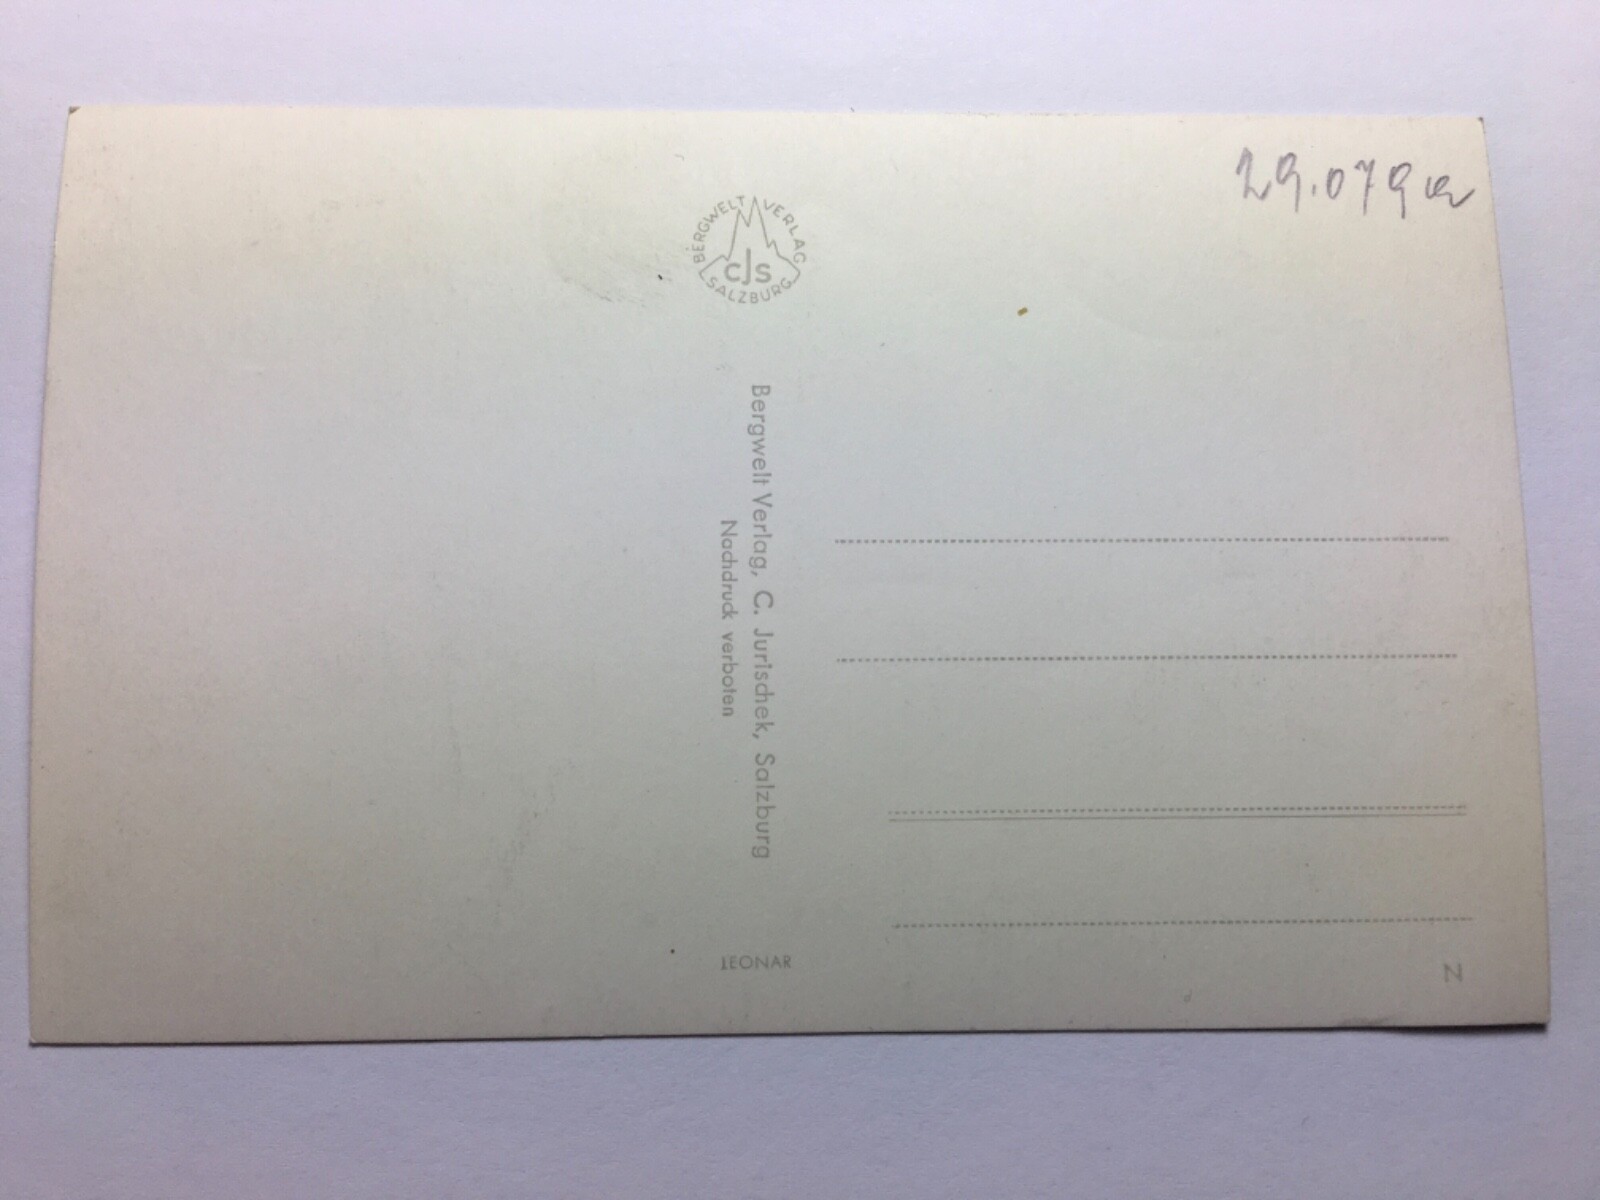 29.079a
BERGWELT VERLAG
cJs
SALZBURG
Bergwelt Verlag, C. Jurischek, Salzburg
Nachdruck verboten
LEONAR
N